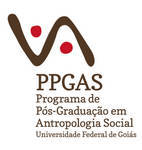 PPGAS
Programa de
Pós-Graduação em
Antropologia Social
Universidade Federal de Goiás